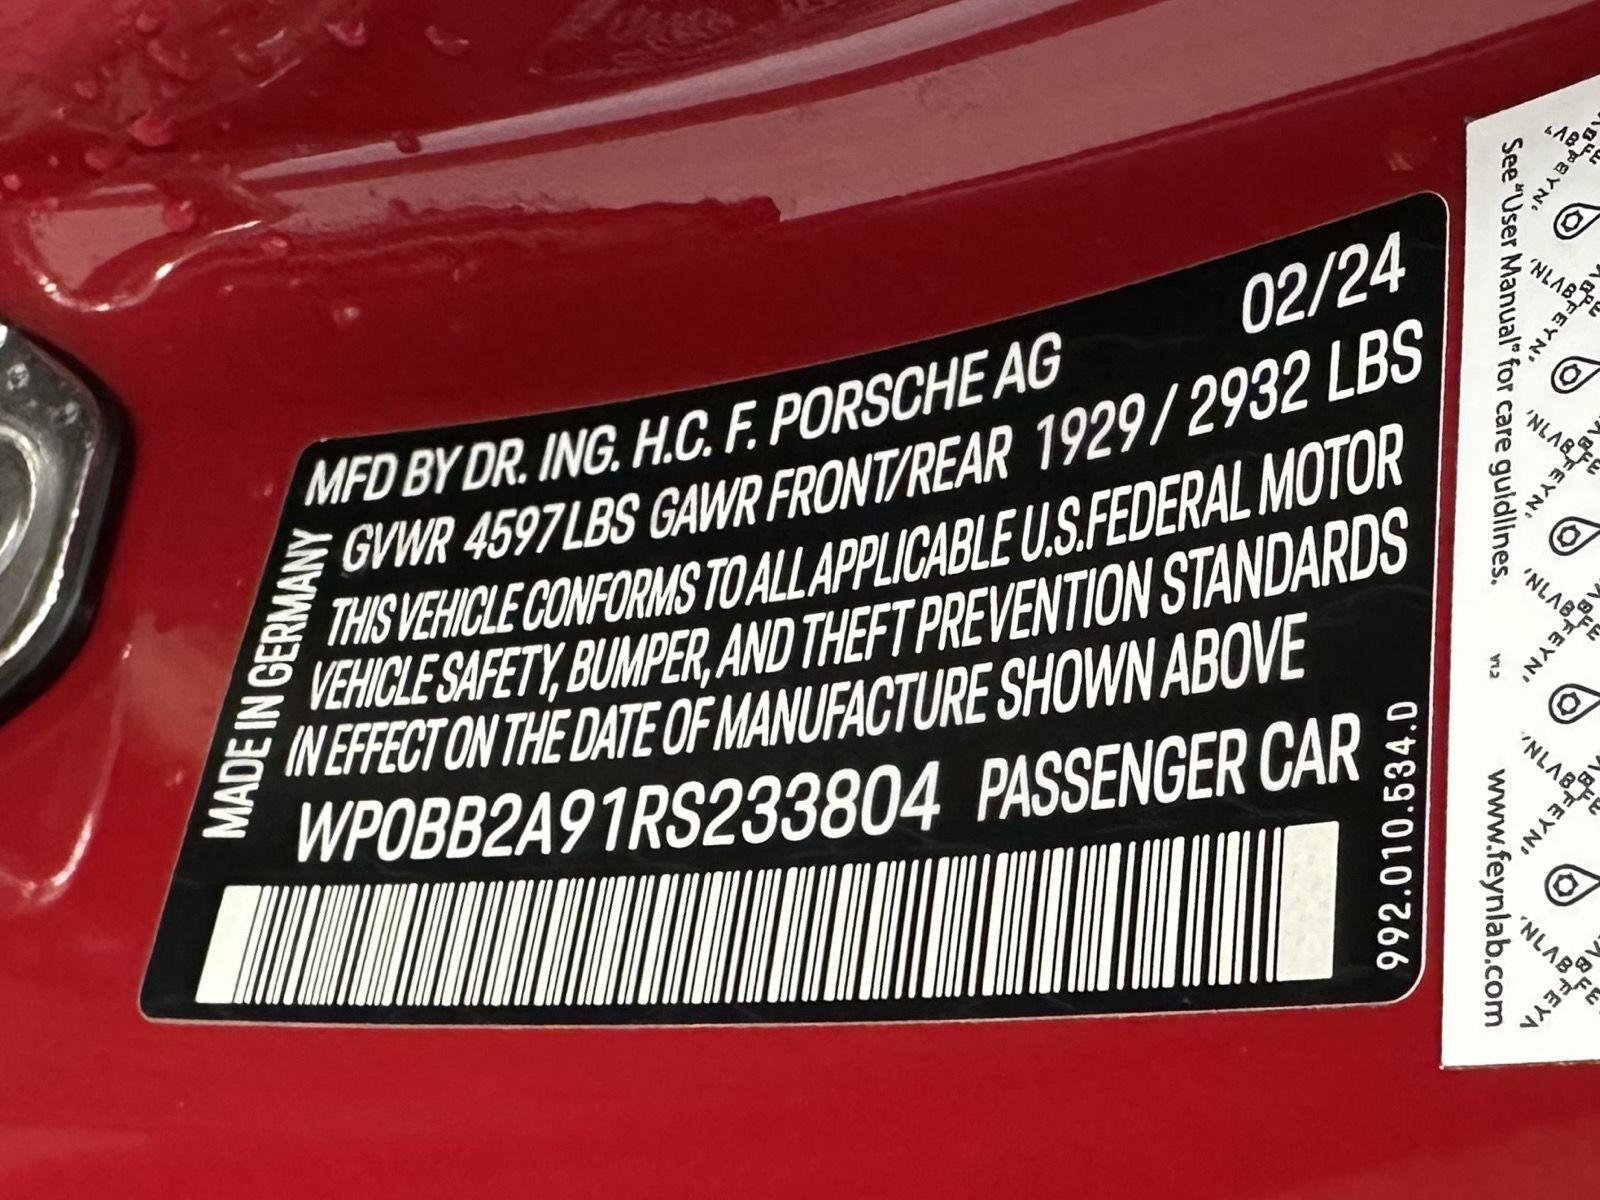 02/24
MFD BY DR. ING. H.C. F. PORSCHE AG
GVWR 4597LBS GAWR FRONT/REAR 1929 / 2932 LBS
THIS VEHICLE CONFORMS TO ALL APPLICABLE U.S.FEDERAL MOTOR
VEHICLE SAFETY, BUMPER, AND THEFT PREVENTION STANDARDS
IN EFFECT ON THE DATE OF MANUFACTURE SHOWN ABOVE
WP0BB2A91RS233804 PASSENGER CAR
MADE IN GERMANY
992.010.534.D
See "User Manual" for care guidlines.
V1.2
www.feynlab.com